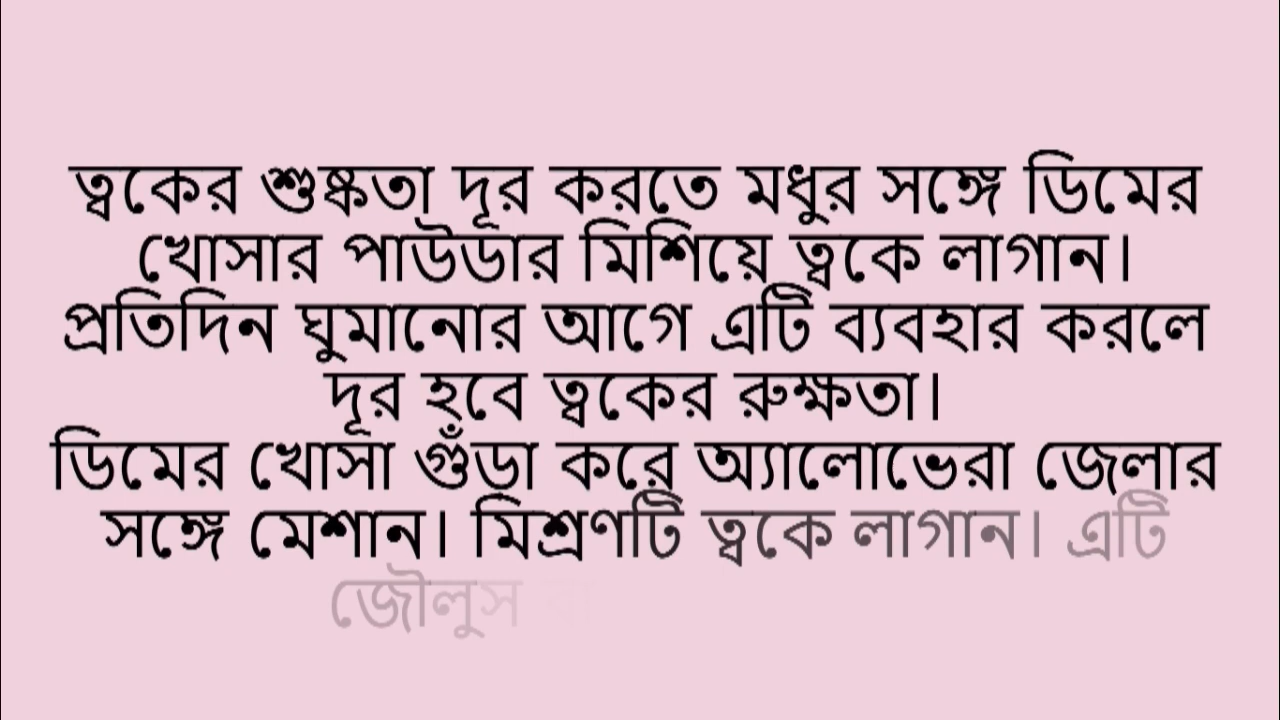 ত্বকের শুষ্কতা দূর করতে মধুর সঙ্গে ডিমের
খোসার পাউডার মিশিয়ে ত্বকে লাগান।
প্রতিদিন ঘুমানোর আগে এটি ব্যবহার করলে
দূর হবে ত্বকের রুক্ষতা।
ডিমের খোসা গুঁড়া করে অ্যালোভেরা জেলার
সঙ্গে মেশান। মিশ্রণটি ত্বকে লাগান। এটি
জৌলুস